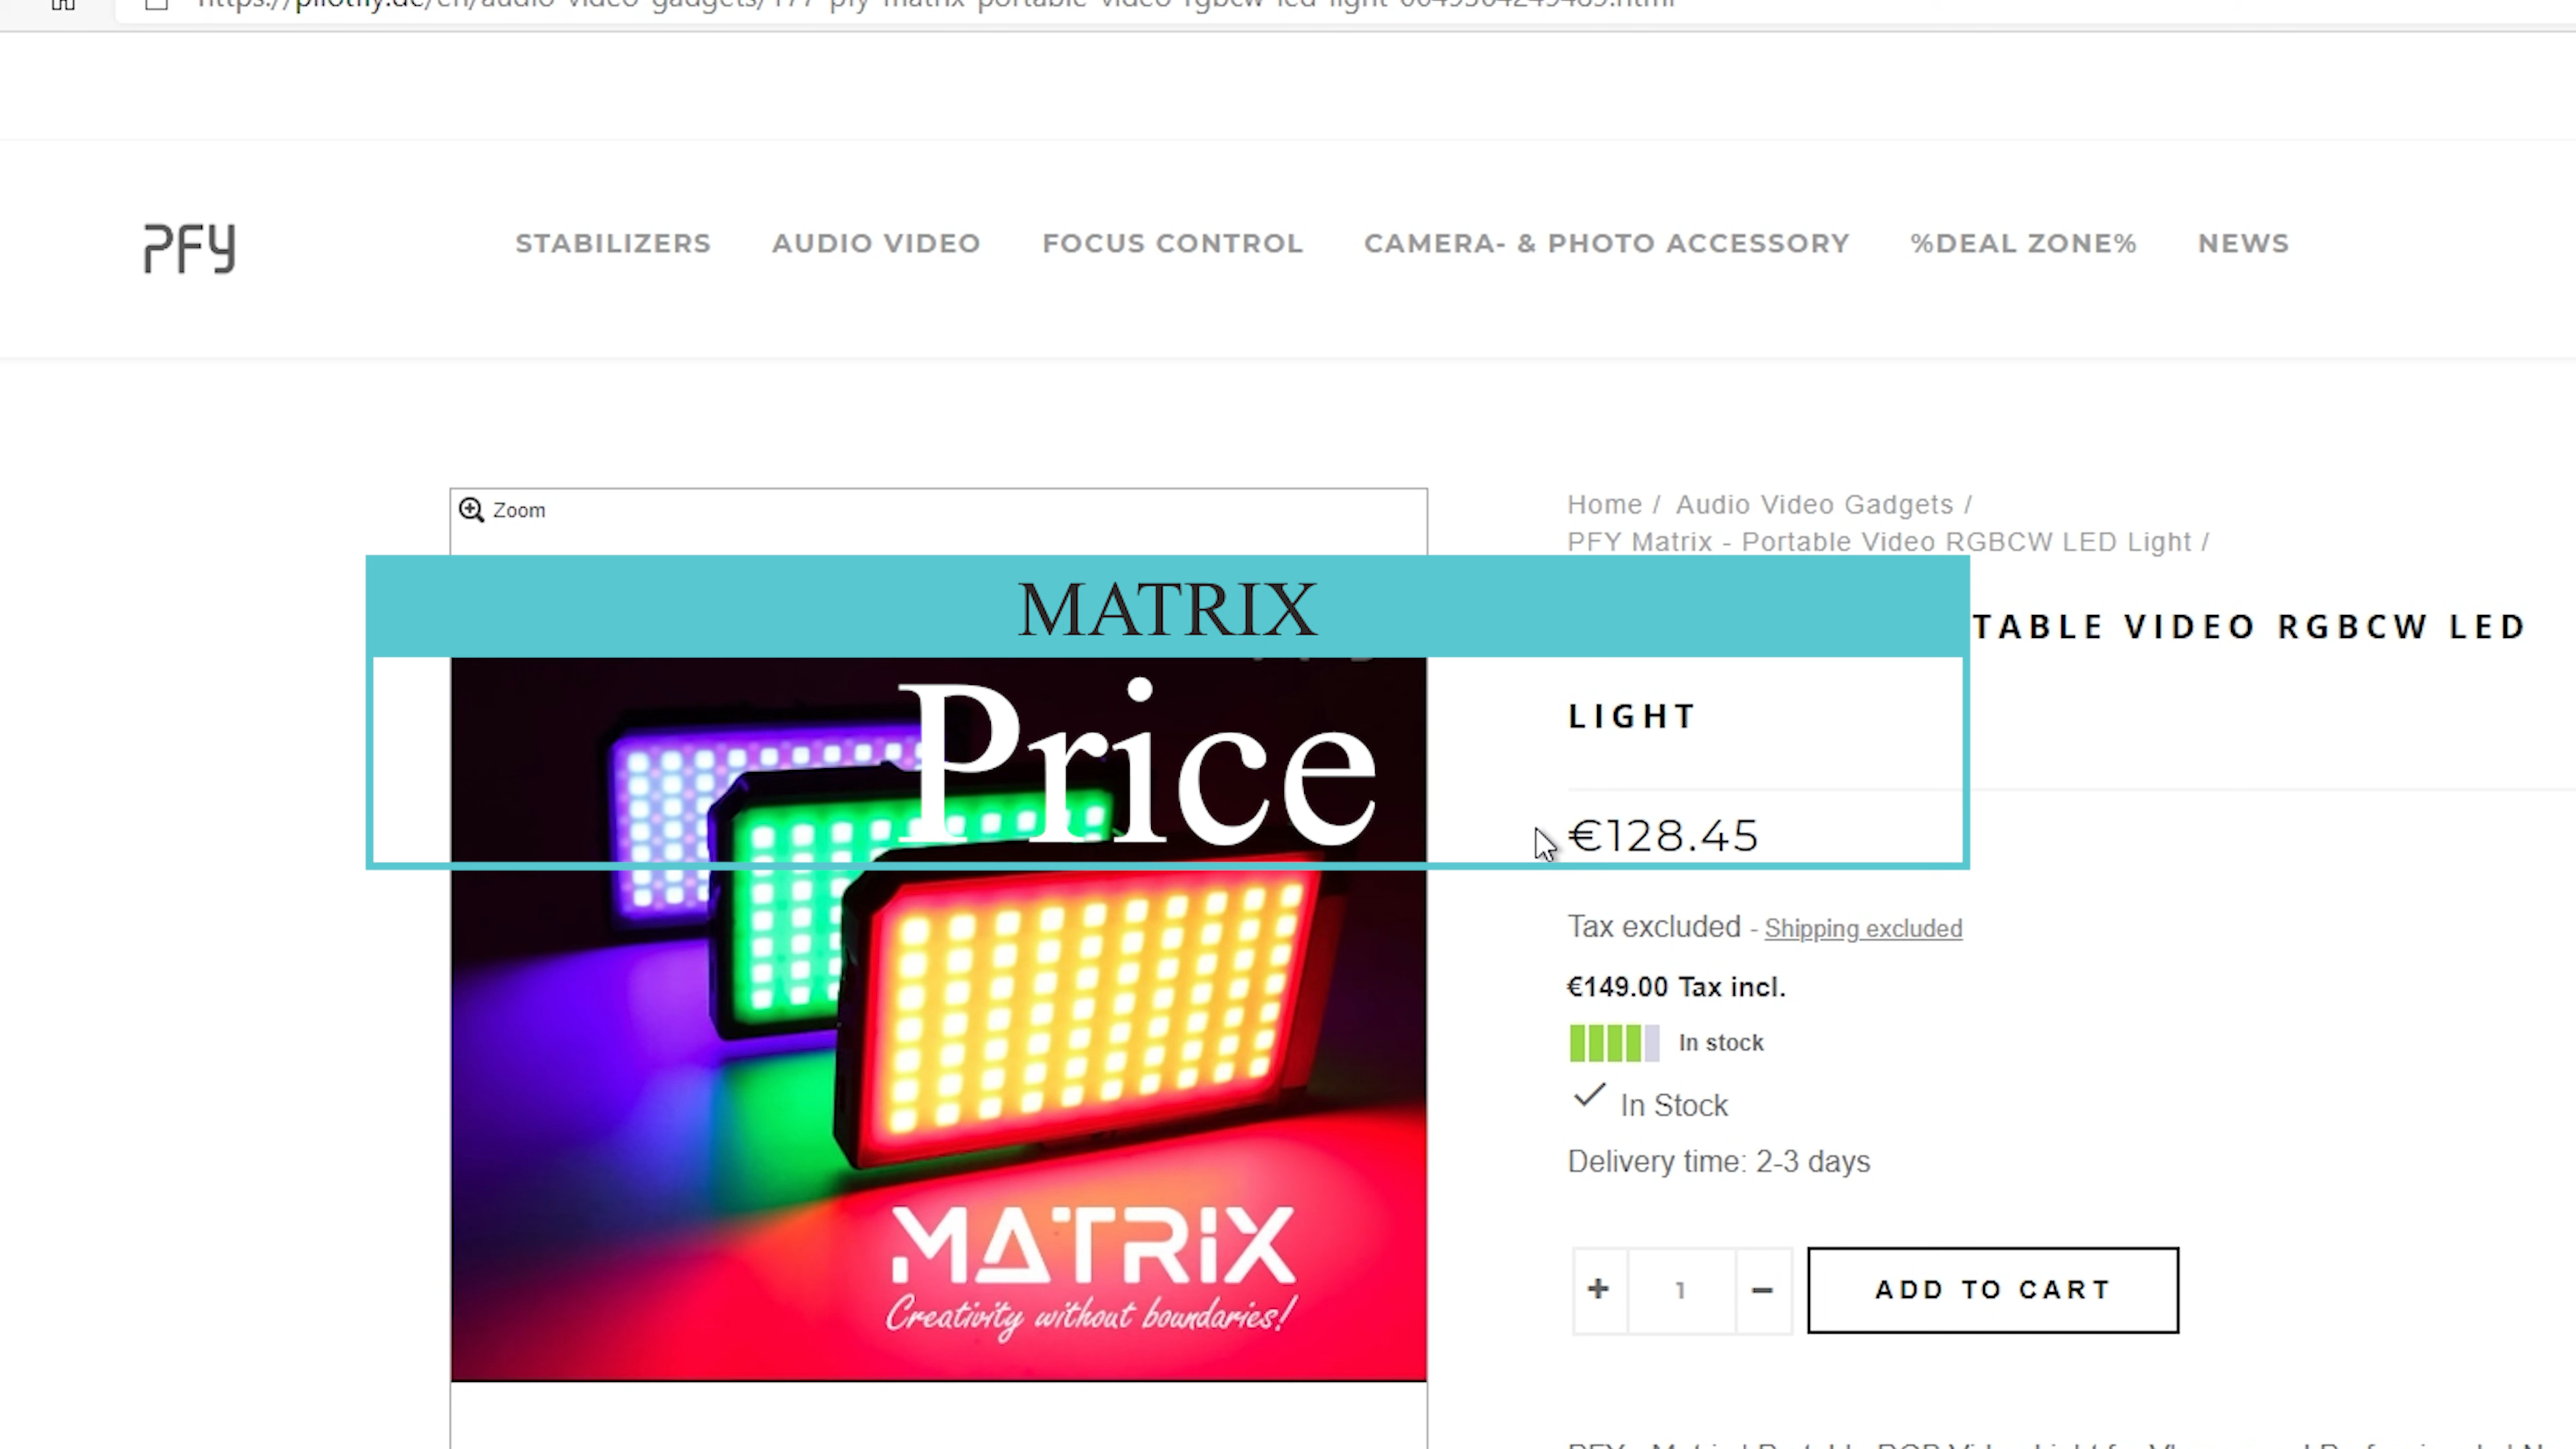 PFY
STABILIZERS AUDIO VIDEO FOCUS CONTROL CAMERA- & PHOTO ACCESSORY %DEAL ZONE% NEWS
Zoom
Home / Audio Video Gadgets /
PFY Matrix - Portable Video RGBCW LED Light /
MATRIX
TABLE VIDEO RGBCW LED
LIGHT
Price
€128.45
Tax excluded - Shipping excluded
€149.00 Tax incl.
In stock
In Stock
Delivery time: 2-3 days
MATRIX
Creativity without boundaries!
+ 1 −
ADD TO CART